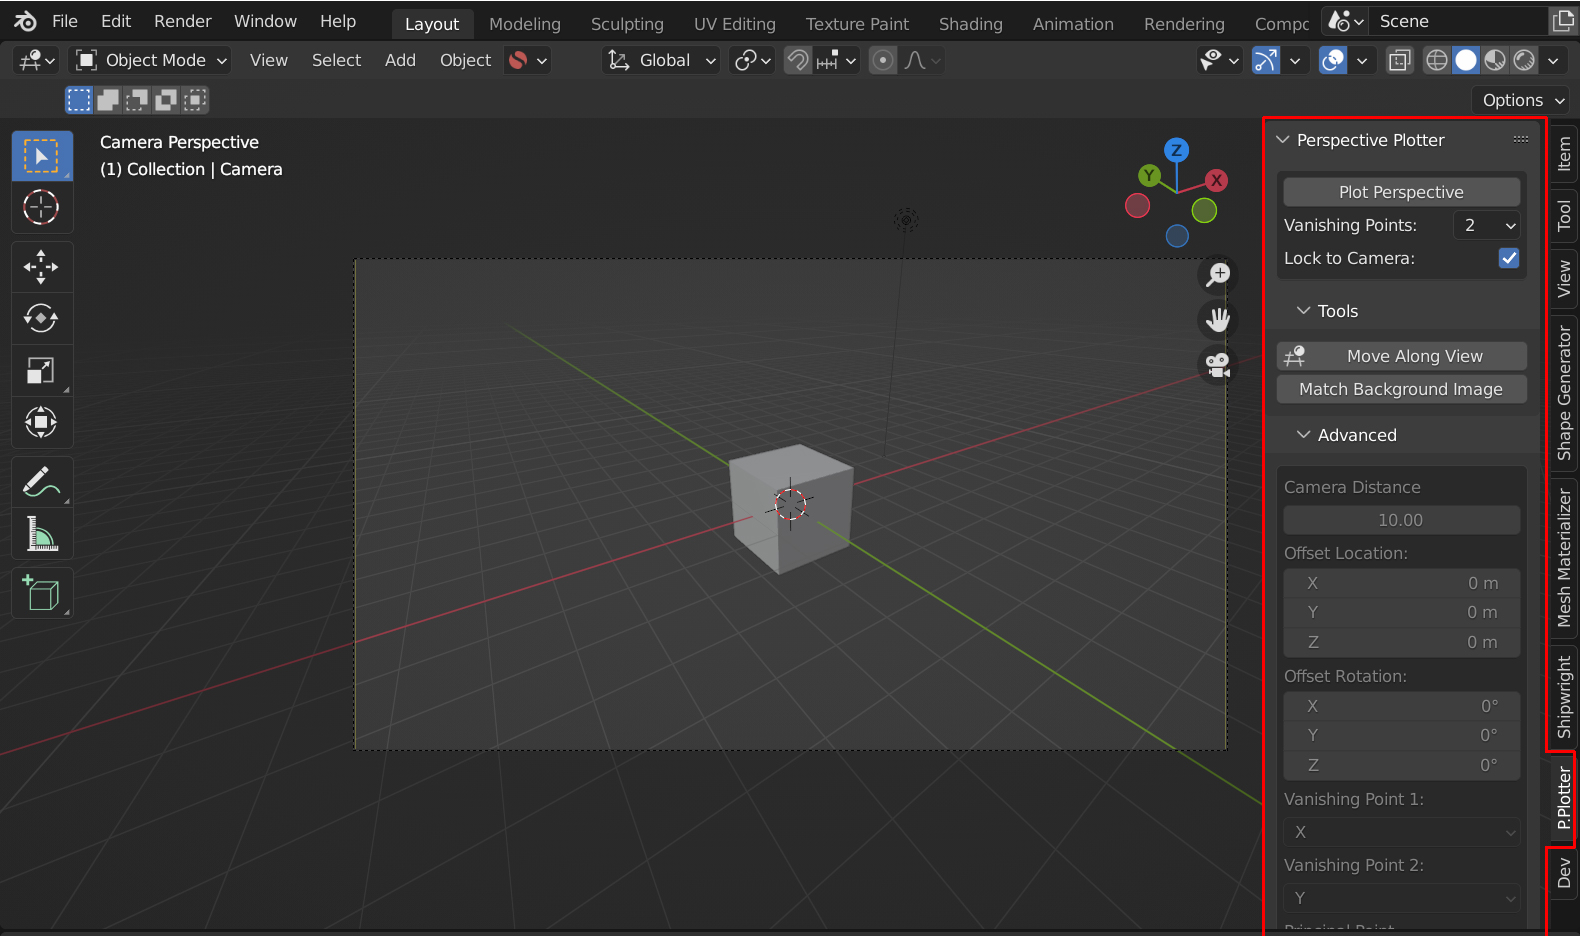 File Edit Render Window Help Layout Modeling Sculpting UV Editing Texture Paint Shading Animation Rendering Compc Scene
Object Mode View Select Add Object Global
Options
Camera Perspective
(1) Collection | Camera
Z
Y
X
Perspective Plotter
Plot Perspective
Vanishing Points: 2
Lock to Camera:
Tools
Move Along View
Match Background Image
Advanced
Camera Distance
10.00
Offset Location:
X 0 m
Y 0 m
Z 0 m
Offset Rotation:
X 0°
Y 0°
Z 0°
Vanishing Point 1:
X
Vanishing Point 2:
Y
Principal Point
Item
Tool
View
Shape Generator
Mesh Materializer
Shipwright
P.Plotter
Dev